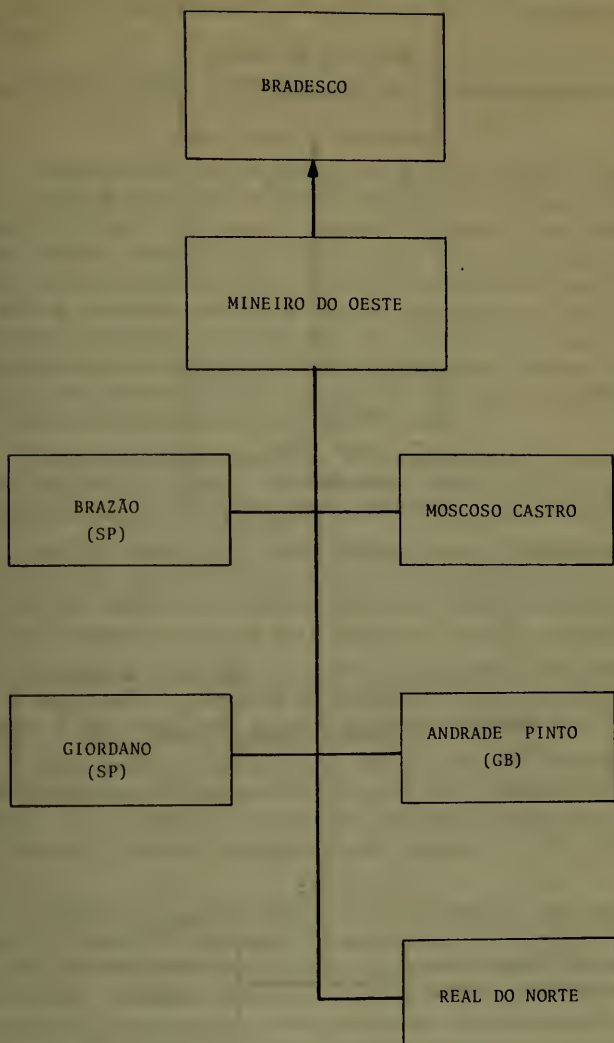 BRADESCO
MINEIRO DO OESTE
BRAZÃO
(SP)
MOSCOSO CASTRO
GIORDANO
(SP)
ANDRADE PINTO
(GB)
REAL DO NORTE